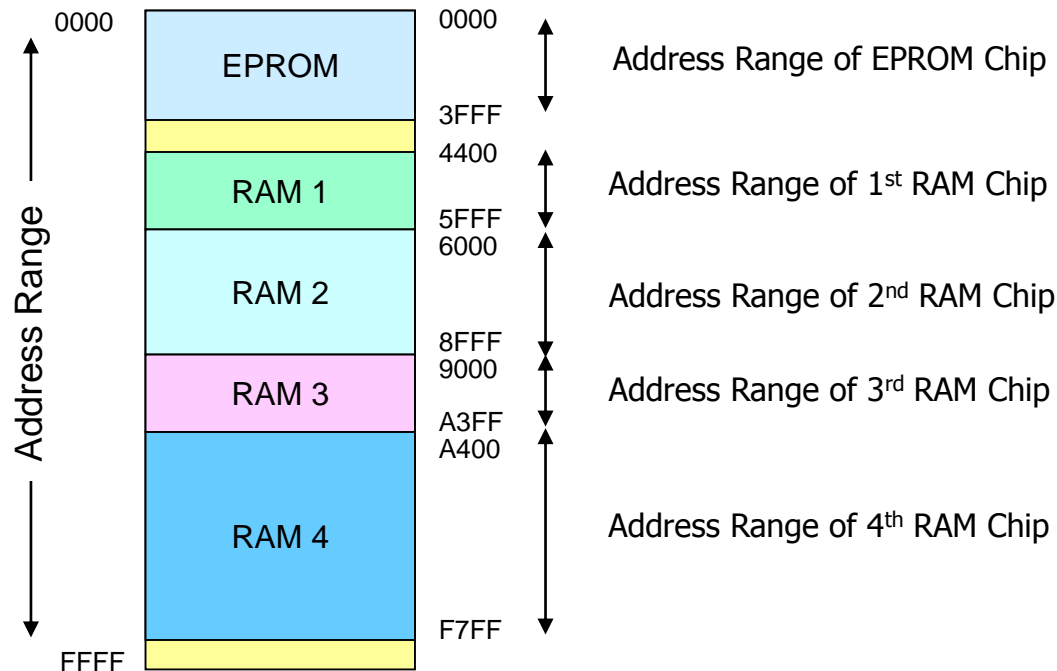 0000
0000
EPROM
Address Range of EPROM Chip
3FFF
4400
RAM 1
Address Range of 1st RAM Chip
5FFF
6000
Address Range
RAM 2
Address Range of 2nd RAM Chip
8FFF
9000
RAM 3
Address Range of 3rd RAM Chip
A3FF
A400
RAM 4
Address Range of 4th RAM Chip
F7FF
FFFF